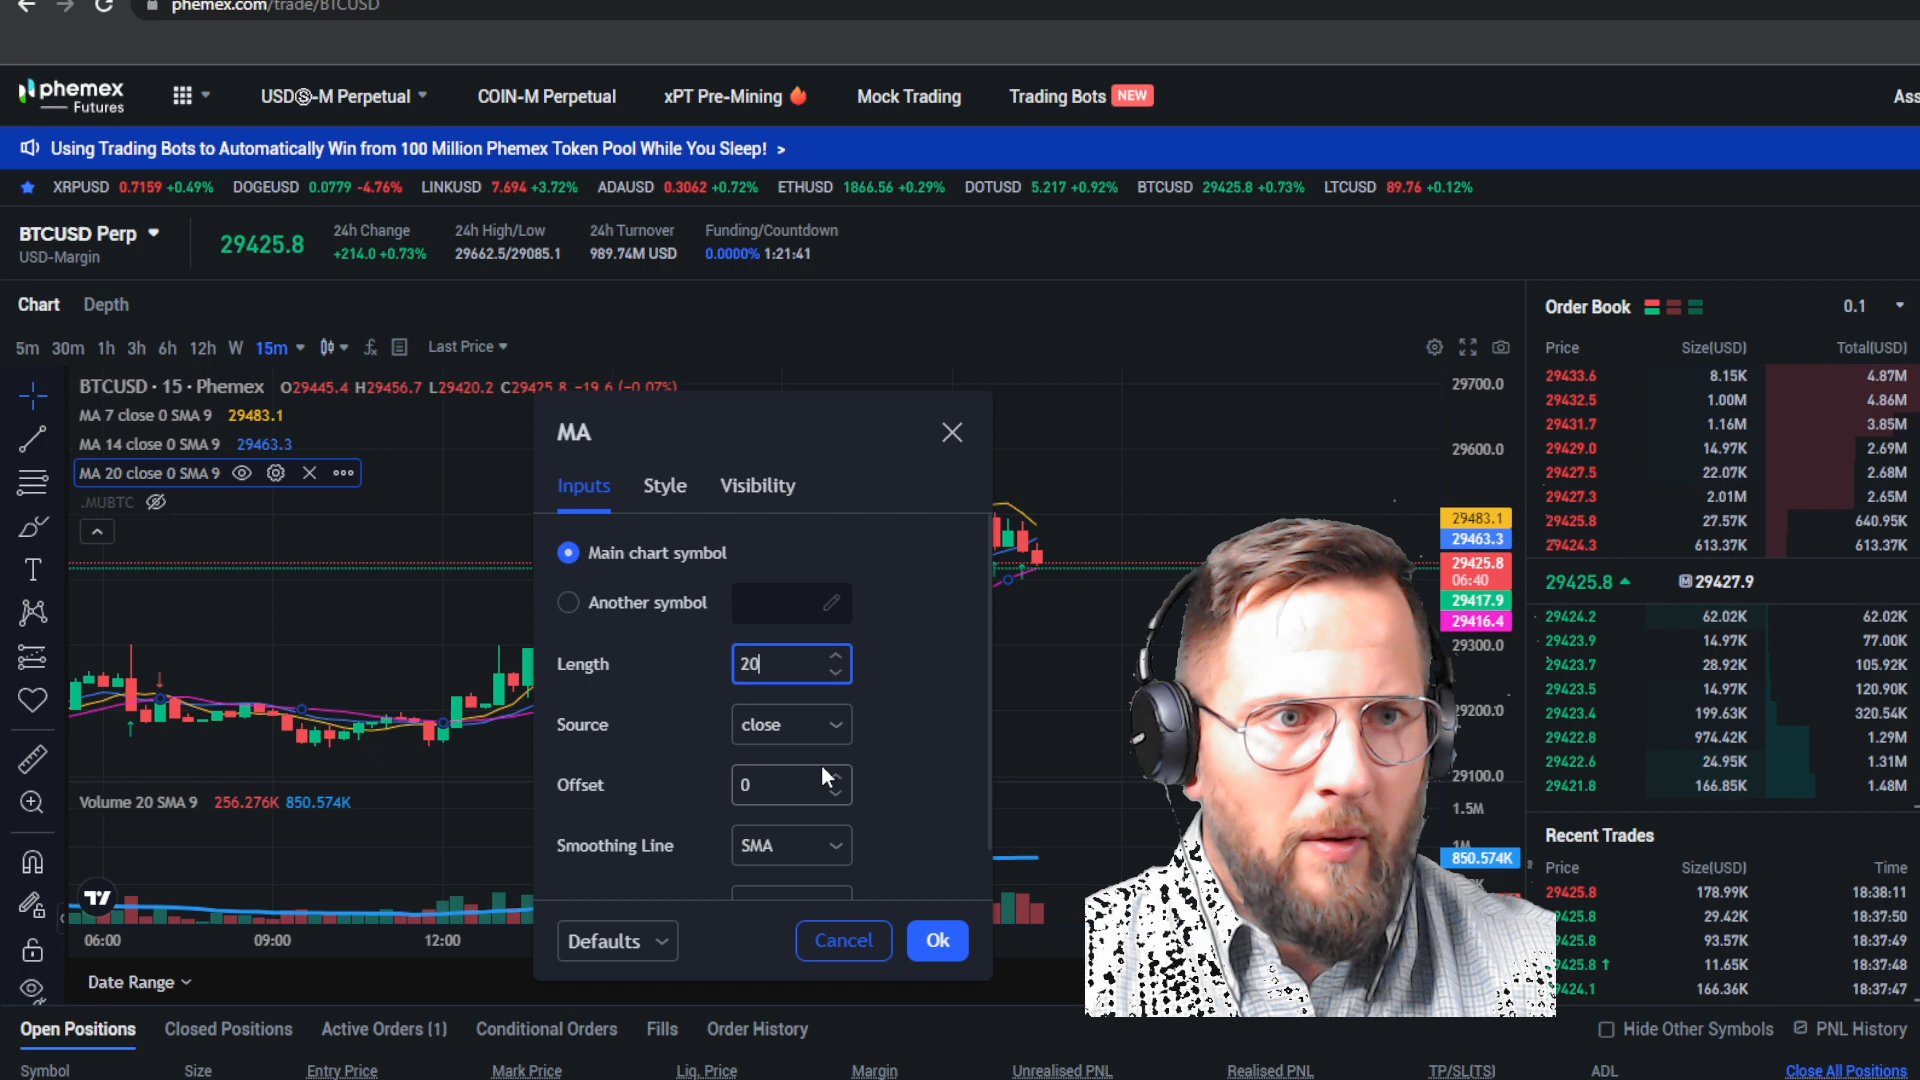 phemex.com/trade/BTCUSD
phemex
Futures
USDⓈ-M Perpetual
COIN-M Perpetual
xPT Pre-Mining
Mock Trading
Trading Bots NEW
Ass
Using Trading Bots to Automatically Win from 100 Million Phemex Token Pool While You Sleep! >
XRPUSD 0.7159 +0.49% DOGEUSD 0.0779 -4.76% LINKUSD 7.694 +3.72% ADAUSD 0.3062 +0.72% ETHUSD 1866.56 +0.29% DOTUSD 5.217 +0.92% BTCUSD 29425.8 +0.73% LTCUSD 89.76 +0.12%
BTCUSD Perp
USD-Margin
29425.8
24h Change
+214.0 +0.73%
24h High/Low
29662.5/29085.1
24h Turnover
989.74M USD
Funding/Countdown
0.0000% 1:21:41
Chart Depth
5m 30m 1h 3h 6h 12h W 15m Last Price
BTCUSD · 15 · Phemex O29445.4 H29456.7 L29420.2 C29425.8 -19.6 (-0.07%)
MA 7 close 0 SMA 9 29483.1
MA 14 close 0 SMA 9 29463.3
MA 20 close 0 SMA 9
.MUBTC
MA
Inputs Style Visibility
Main chart symbol
Another symbol
Length 20
Source close
Offset 0
Smoothing Line SMA
Defaults Cancel Ok
29700.0
29600.0
29483.1
29463.3
29425.8
06:40
29417.9
29416.4
29300.0
29200.0
29100.0
1.5M
850.574K
Volume 20 SMA 9 256.276K 850.574K
06:00 09:00 12:00
Date Range
Order Book 0.1
Price Size(USD) Total(USD)
29433.6 8.15K 4.87M
29432.5 1.00M 4.86M
29431.7 1.16M 3.85M
29429.0 14.97K 2.69M
29427.5 22.07K 2.68M
29427.3 2.01M 2.65M
29425.8 27.57K 640.95K
29424.3 613.37K 613.37K
29425.8 M 29427.9
29424.2 62.02K 62.02K
29423.9 14.97K 77.00K
29423.7 28.92K 105.92K
29423.5 14.97K 120.90K
29423.4 199.63K 320.54K
29422.8 974.42K 1.29M
29422.6 24.95K 1.31M
29421.8 166.85K 1.48M
Recent Trades
Price Size(USD) Time
29425.8 178.99K 18:38:11
425.8 29.42K 18:37:50
425.8 93.57K 18:37:49
425.8 ↑ 11.65K 18:37:48
424.1 166.36K 18:37:47
Open Positions Closed Positions Active Orders (1) Conditional Orders Fills Order History
Hide Other Symbols PNL History
Symbol Size Entry Price Mark Price Liq. Price Margin Unrealised PNL Realised PNL TP/SL(TS) ADL Close All Positions